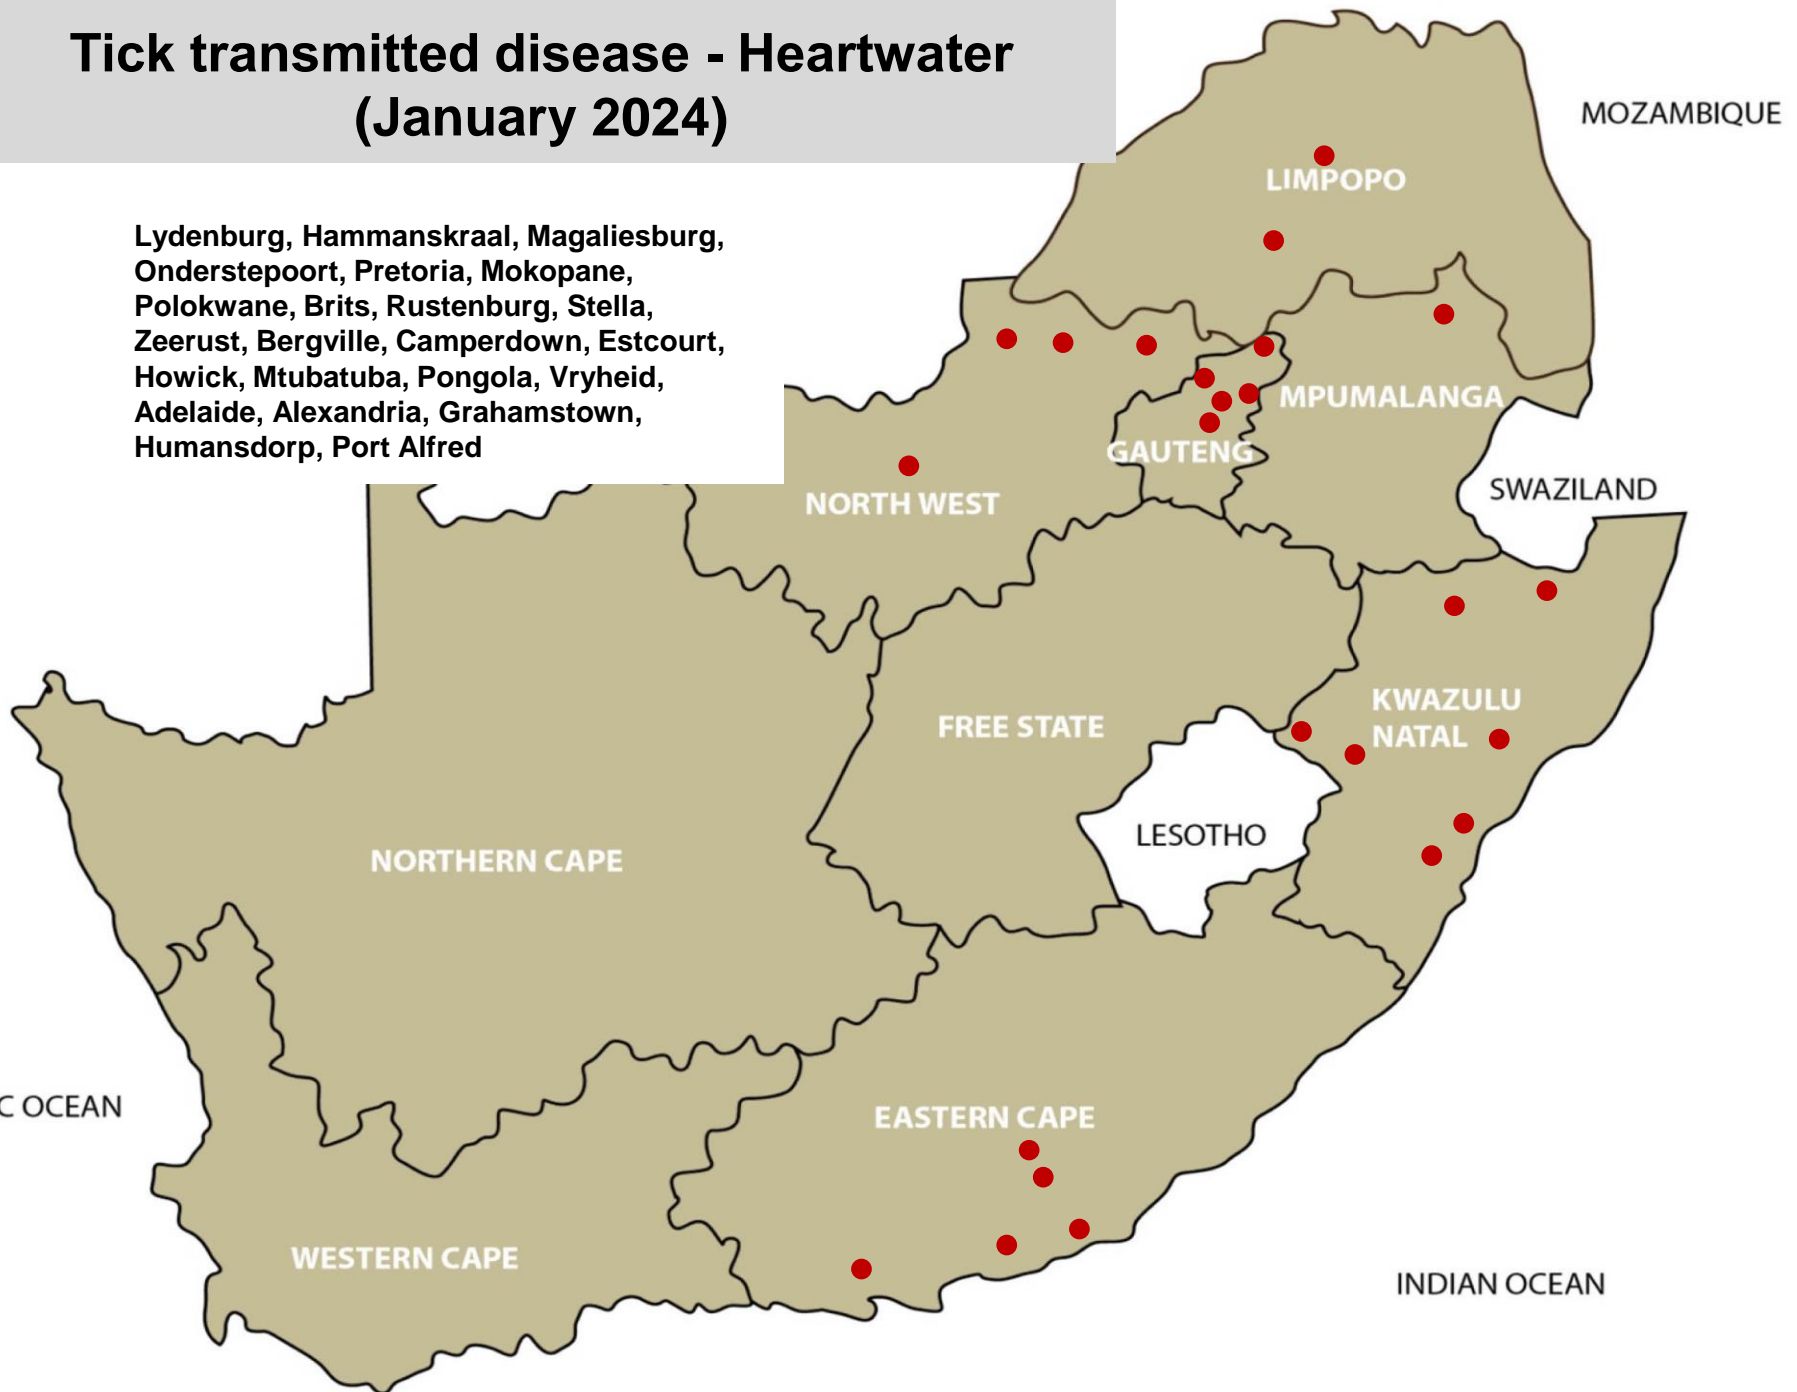 Tick transmitted disease - Heartwater
(January 2024)
MOZAMBIQUE
LIMPOPO
Lydenburg, Hammanskraal, Magaliesburg,
Onderstepoort, Pretoria, Mokopane,
Polokwane, Brits, Rustenburg, Stella,
Zeerust, Bergville, Camperdown, Estcourt,
Howick, Mtubatuba, Pongola, Vryheid,
Adelaide, Alexandria, Grahamstown,
Humansdorp, Port Alfred
MPUMALANGA
GAUTENG
SWAZILAND
NORTH WEST
KWAZULU
NATAL
FREE STATE
LESOTHO
NORTHERN CAPE
C OCEAN
EASTERN CAPE
WESTERN CAPE
INDIAN OCEAN